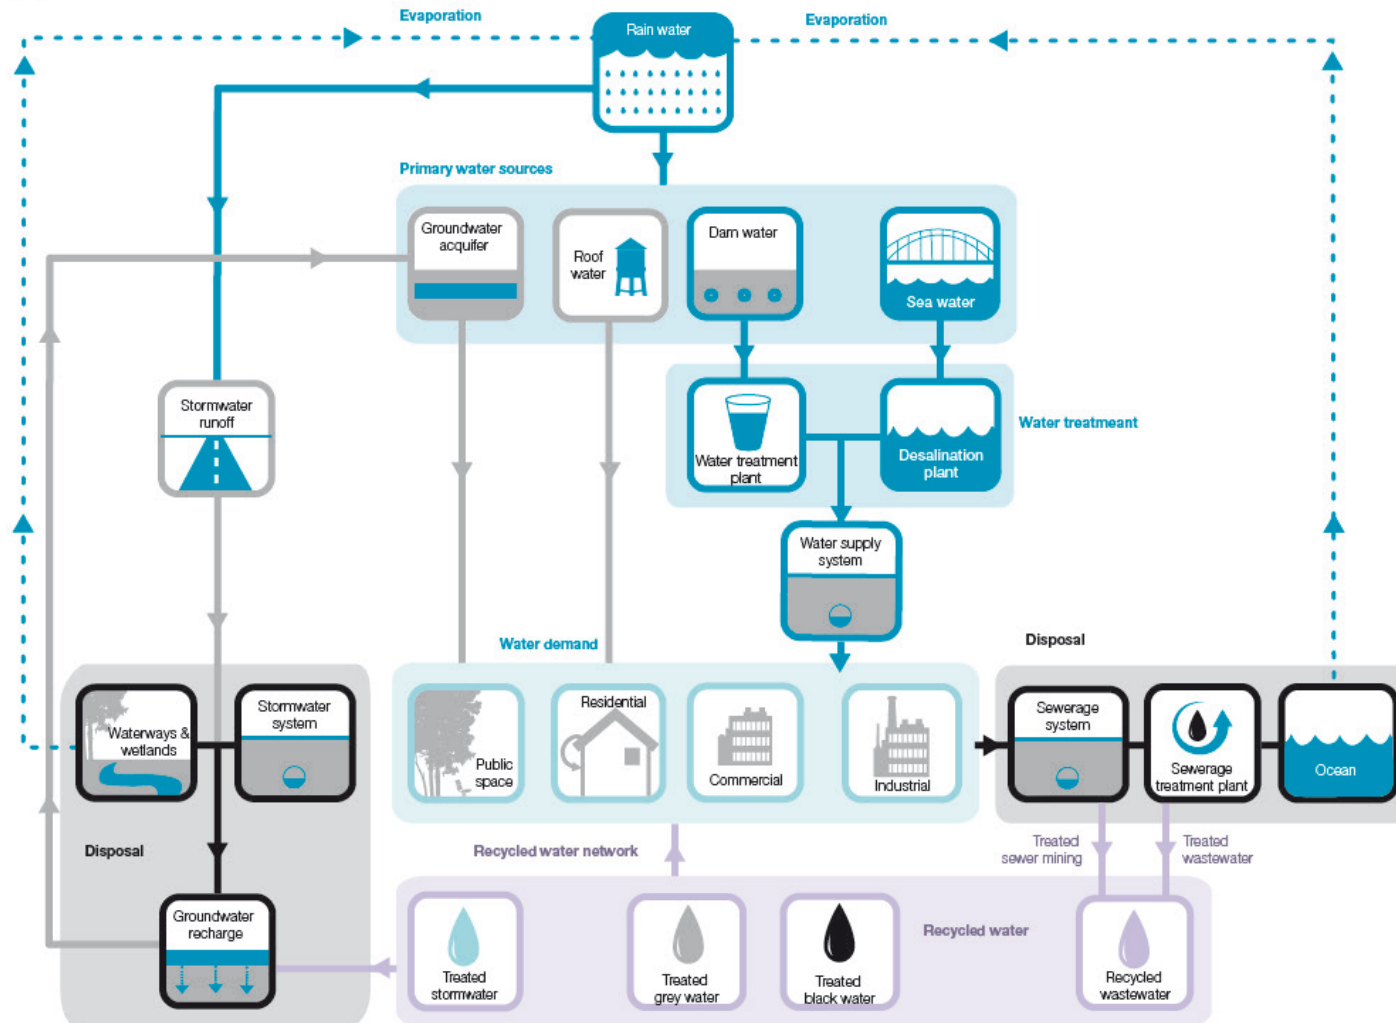 Evaporation
Evaporation
Rain water
Primary water sources
Groundwater
acquifer
Roof
water
Dam water
Sea water
Stormwater
runoff
Water treatment
plant
Desalination
plant
Water treatmeant
Water supply
system
Water demand
Disposal
Waterways &
wetlands
Stormwater
system
Public
space
Residential
Commercial
Industrial
Sewerage
system
Sewerage
treatment plant
Ocean
Disposal
Recycled water network
Treated
sewer mining
Treated
wastewater
Groundwater
recharge
Treated
stormwater
Treated
grey water
Treated
black water
Recycled water
Recycled
wastewater